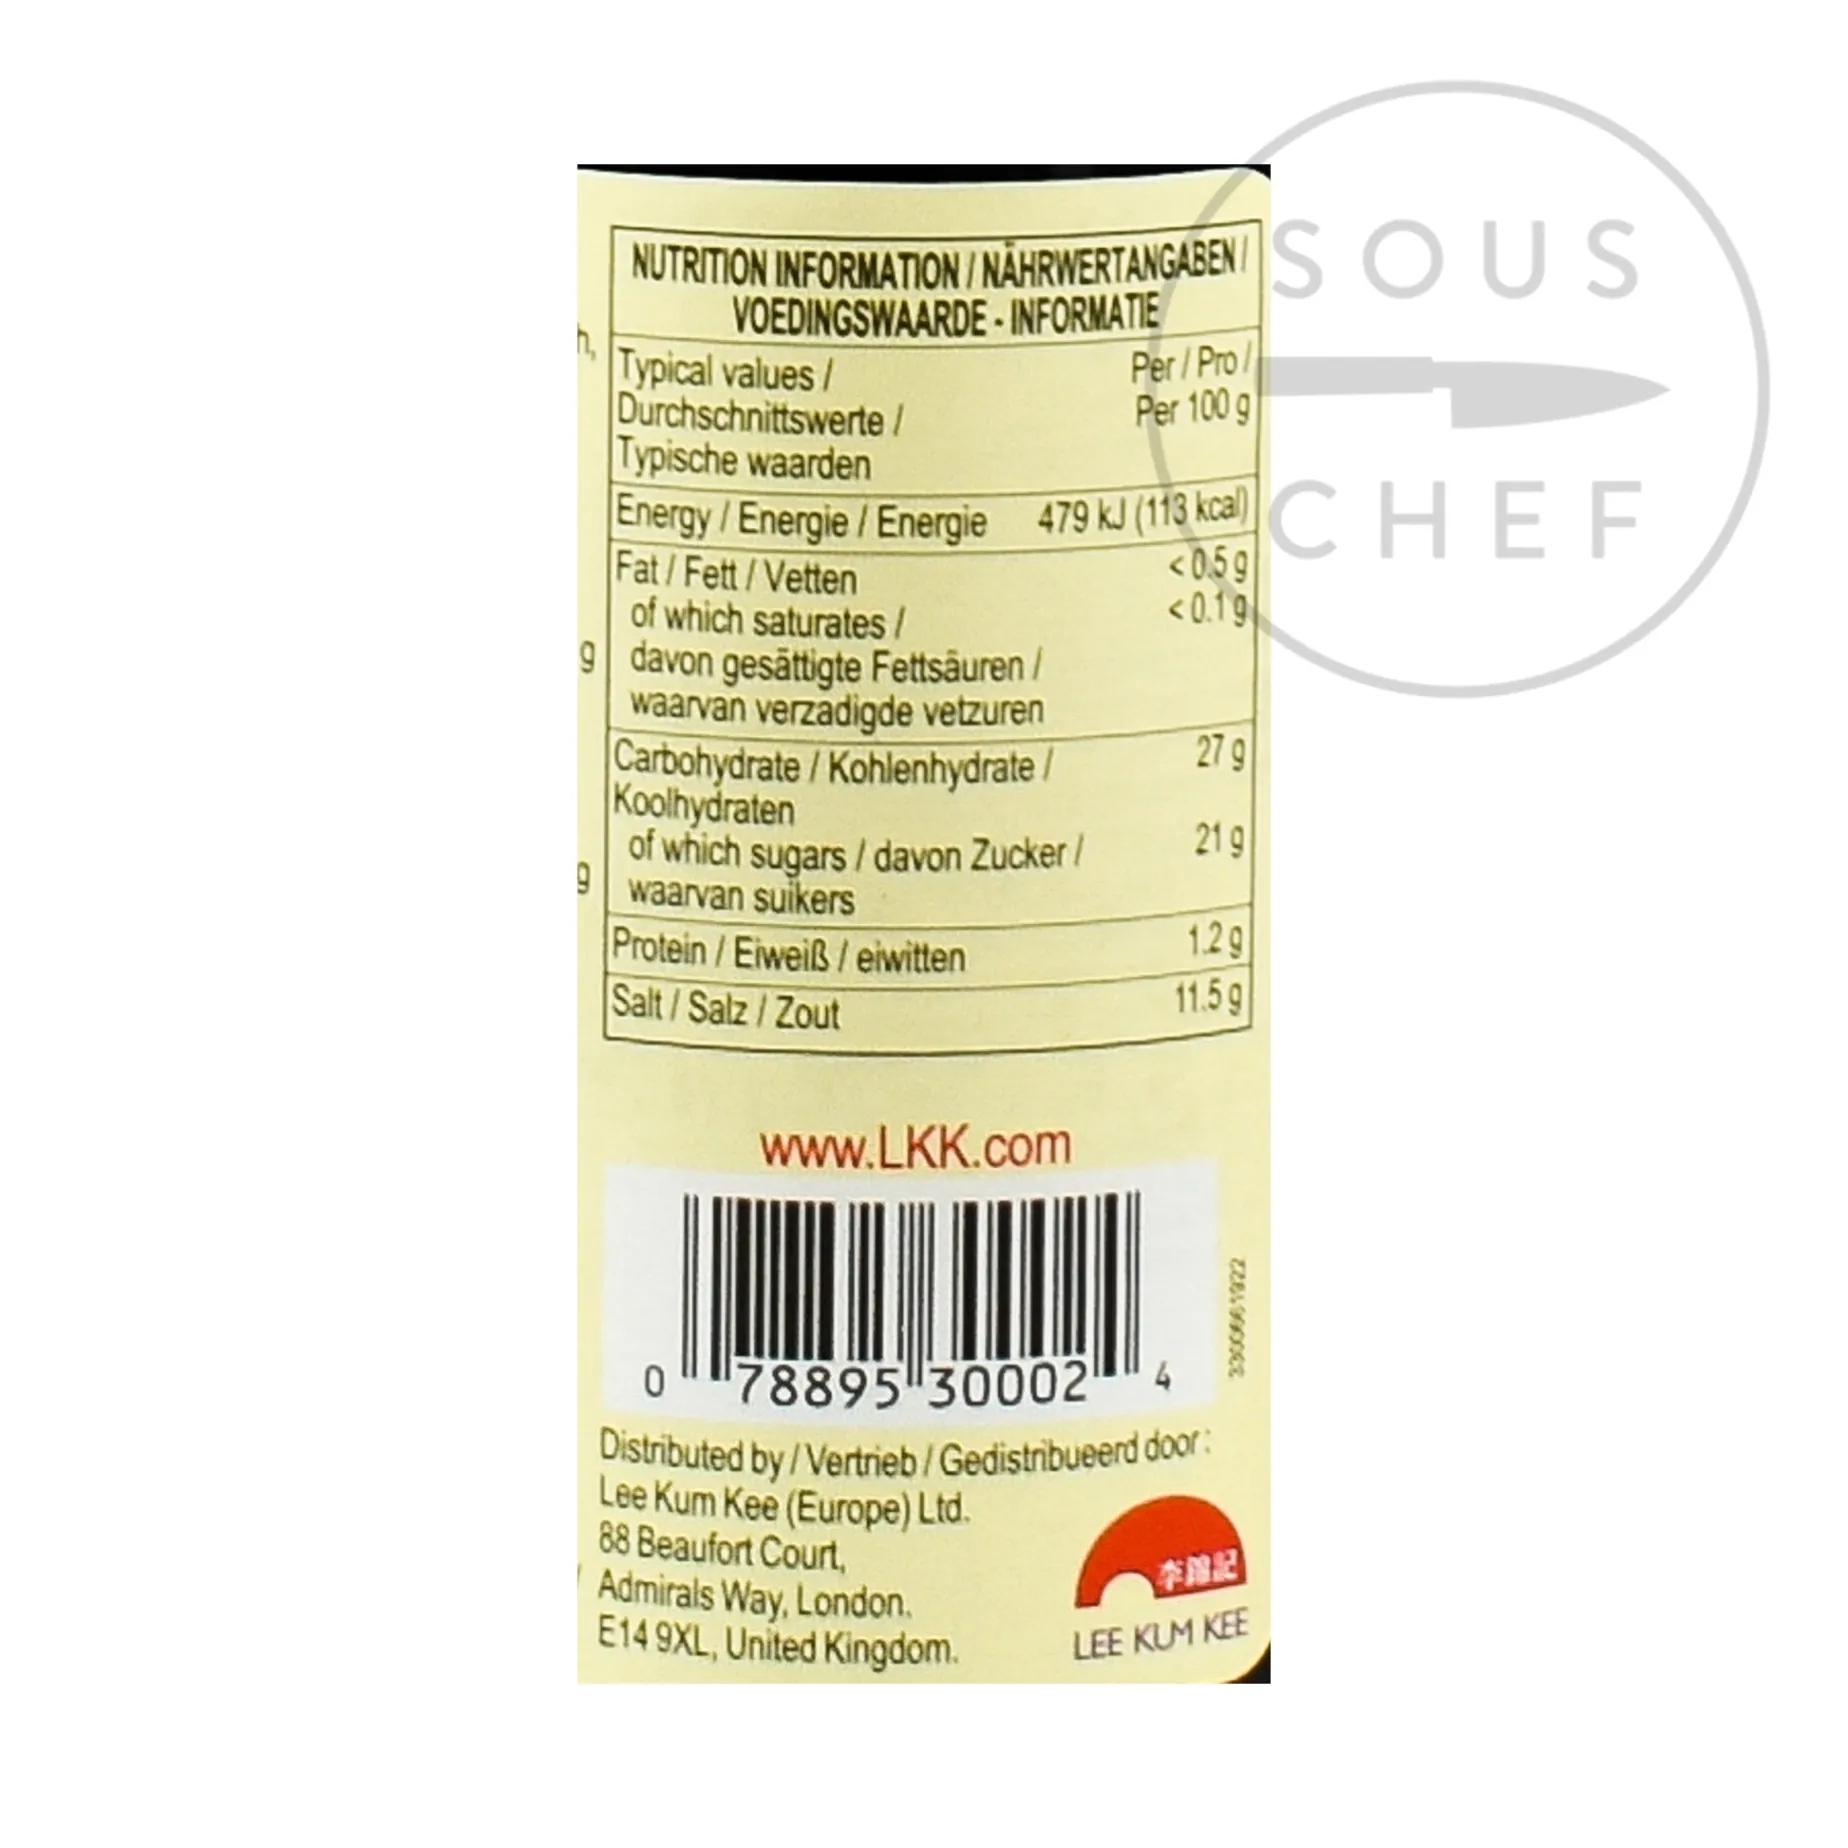 SOUS
CHEF
NUTRITION INFORMATION / NÄHRWERTANGABEN /
VOEDINGSWAARDE - INFORMATIE
Typical values / Per / Pro /
Durchschnittswerte / Per 100 g
Typische waarden
Energy / Energie / Energie 479 kJ (113 kcal)
Fat / Fett / Vetten < 0.5 g
of which saturates / < 0.1 g
davon gesättigte Fettsäuren /
waarvan verzadigde vetzuren
Carbohydrate / Kohlenhydrate / 27 g
Koolhydraten
of which sugars / davon Zucker / 21 g
waarvan suikers
Protein / Eiweiß / eiwitten 1.2 g
Salt / Salz / Zout 11.5 g
h,
g
g
www.LKK.com
0 78895 30002 4
3300661922
Distributed by / Vertrieb / Gedistribueerd door :
Lee Kum Kee (Europe) Ltd.
88 Beaufort Court,
Admirals Way, London.
E14 9XL, United Kingdom.
李錦記
LEE KUM KEE